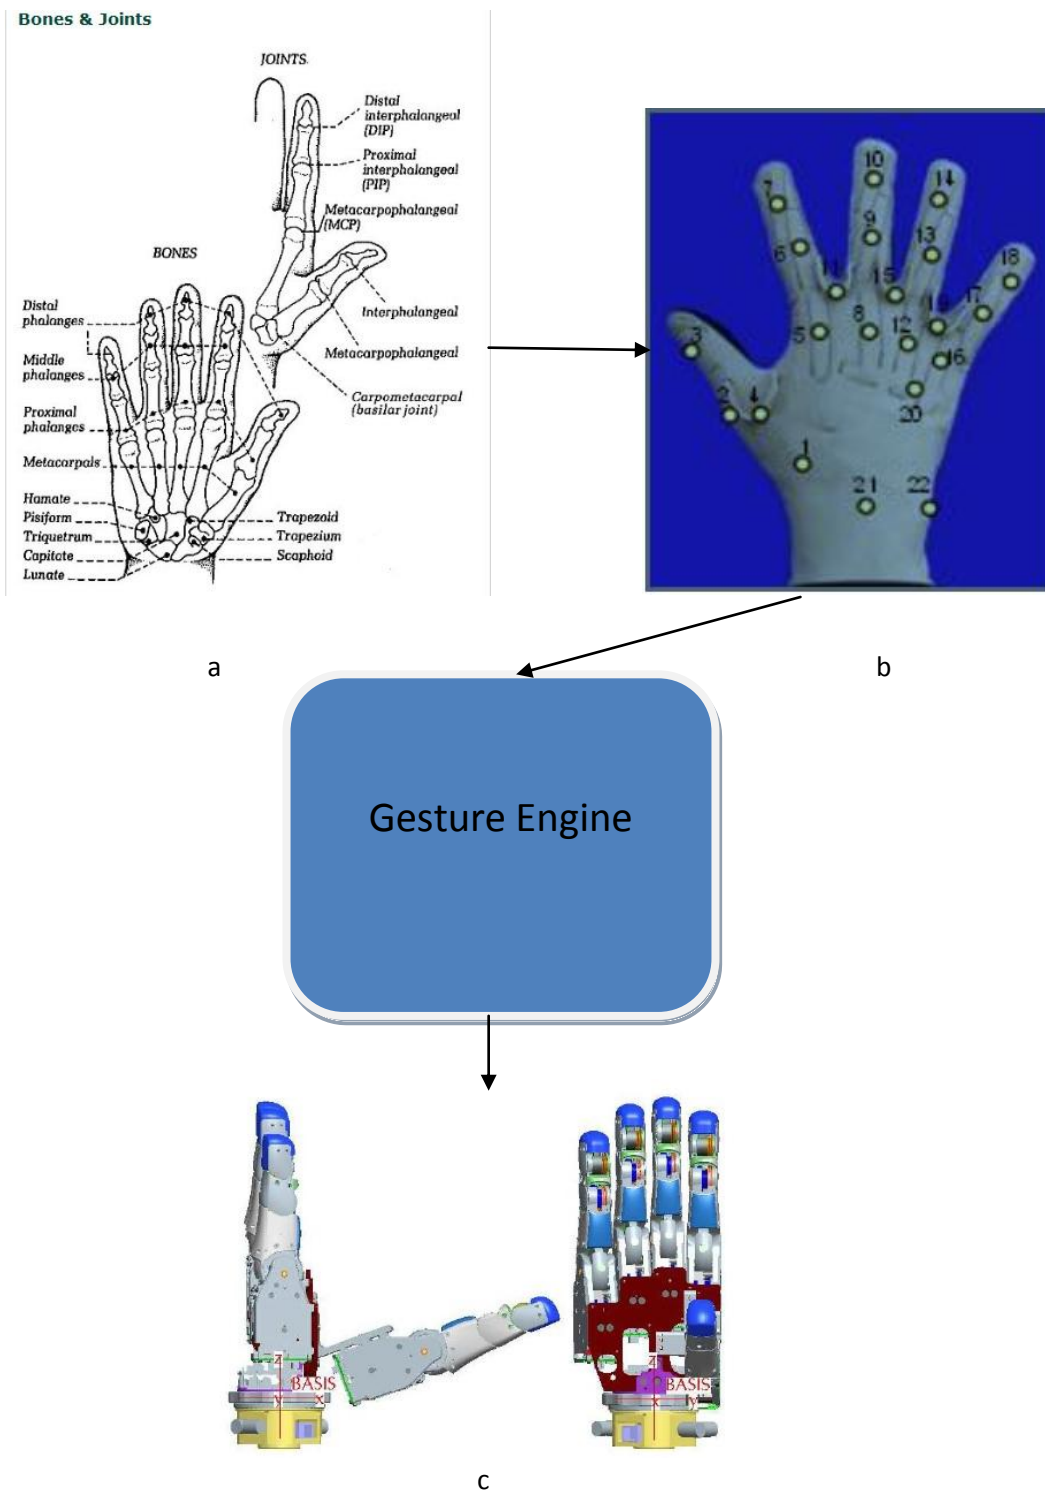 Bones & Joints
JOINTS
Distal
interphalangeal
(DIP)
Proximal
interphalangeal
(PIP)
Metacarpophalangeal
(MCP)
Interphalangeal
Metacarpophalangeal
Carpometacarpal
(basilar joint)
BONES
Distal
phalanges
Middle
phalanges
Proximal
phalanges
Metacarpals
Hamate
Pisiform
Triquetrum
Capitate
Lunate
Trapezoid
Trapezium
Scaphoid
10
7
14
9
6
13
18
11
15
17
19
5
8
12
3
16
2
4
20
1
21
22
a
b
Gesture Engine
z
BASIS
y
x
z
BASIS
x
y
c